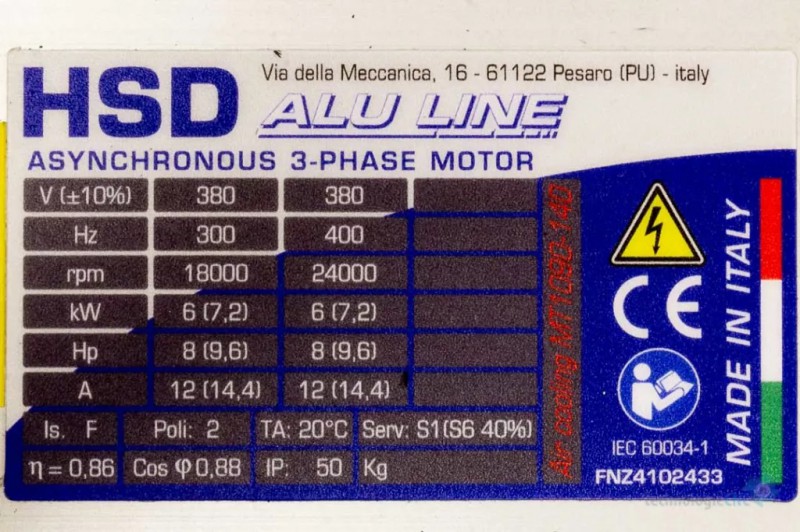 HSD
Via della Meccanica, 16 - 61122 Pesaro (PU) - italy
ALU LINE
ASYNCHRONOUS 3-PHASE MOTOR
V (±10%) 380 380
Hz 300 400
rpm 18000 24000
kW 6 (7,2) 6 (7,2)
Hp 8 (9,6) 8 (9,6)
A 12 (14,4) 12 (14,4)
Is. F Poli: 2 TA: 20°C Serv: S1(S6 40%)
η = 0,86 Cos φ 0,88 IP: 50 Kg
Air cooling MT1090-140
CE
IEC 60034-1
FNZ4102433
MADE IN ITALY